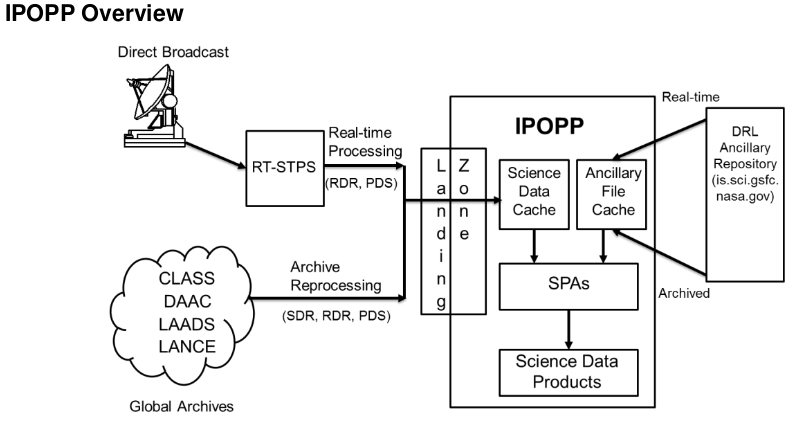 IPOPP Overview
Direct Broadcast
RT-STPS
Real-time
Processing
(RDR, PDS)
CLASS
DAAC
LAADS
LANCE
Global Archives
Archive
Reprocessing
(SDR, RDR, PDS)
Landing
Zone
IPOPP
Science
Data
Cache
Ancillary
File
Cache
SPAs
Science Data
Products
Real-time
DRL
Ancillary
Repository
(is.sci.gsfc.
nasa.gov)
Archived